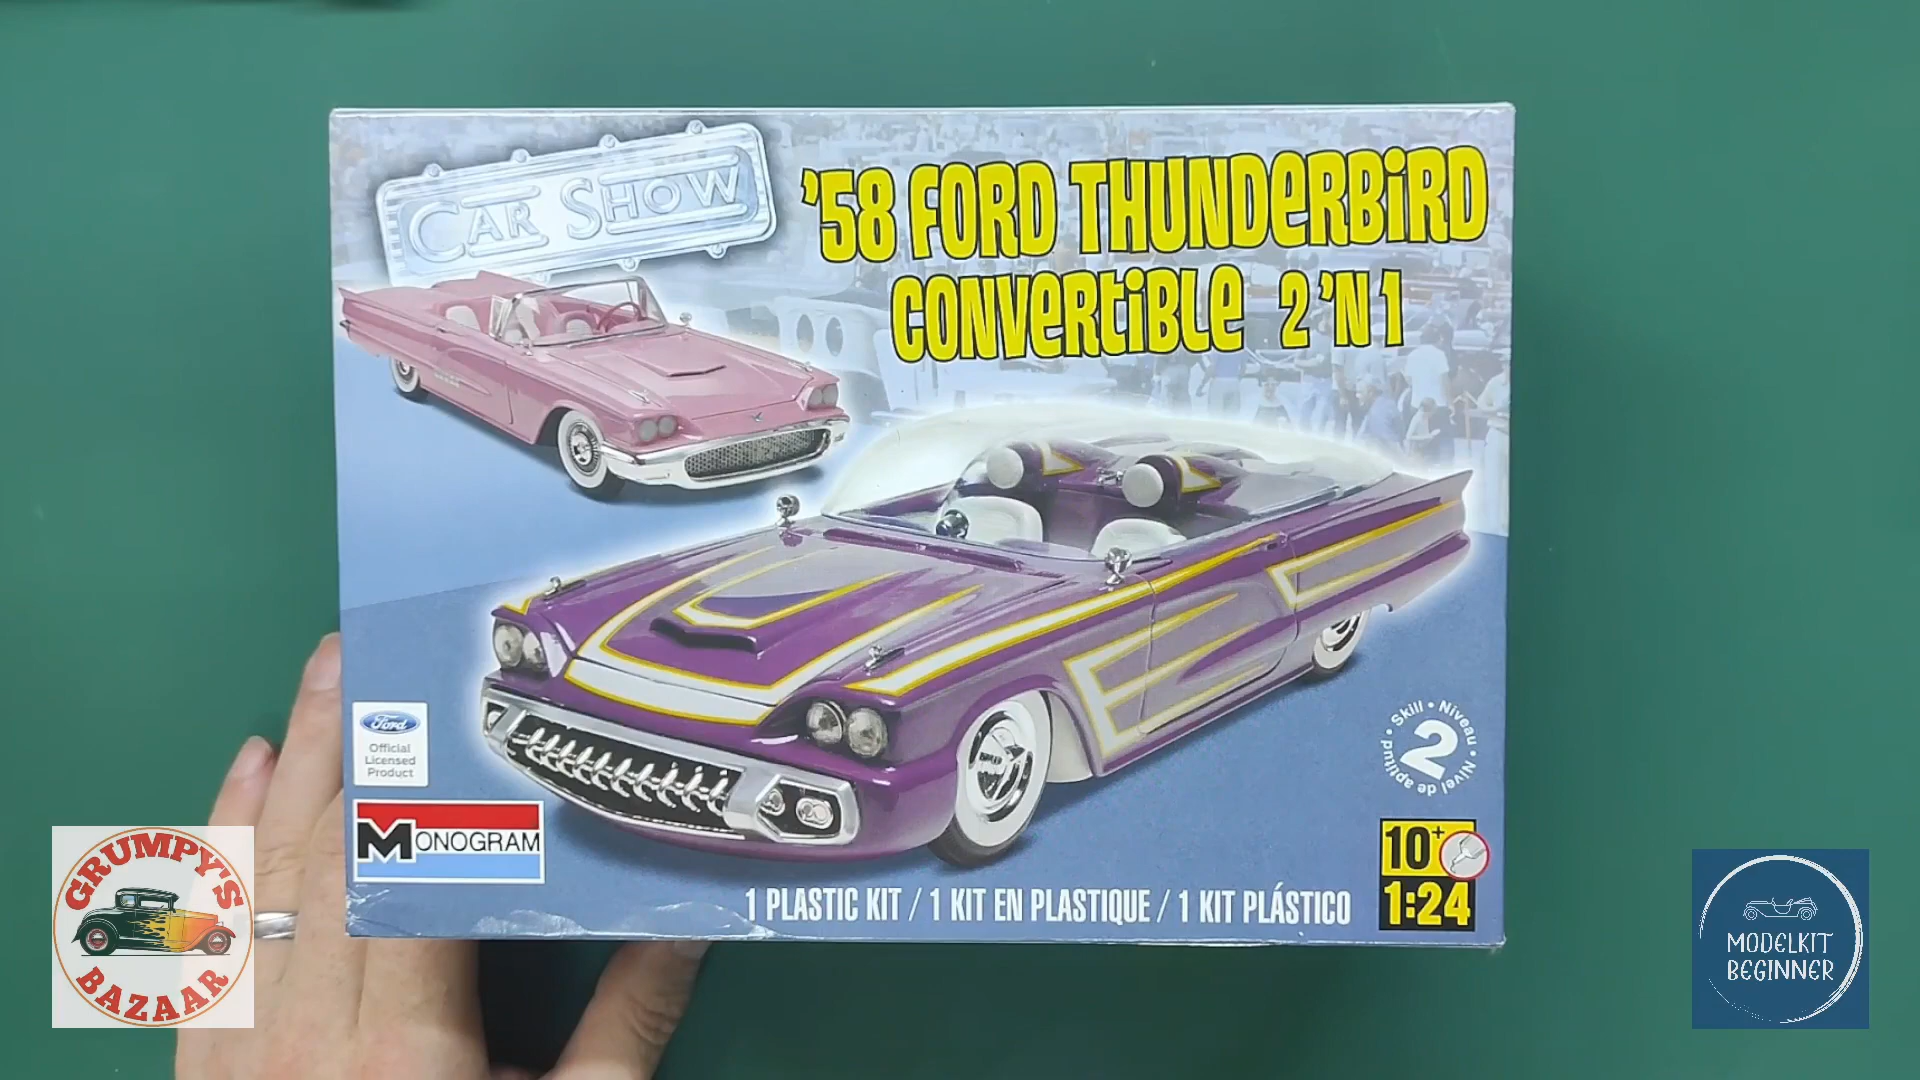 CAR SHOW
'58 FORD THUNDERBIRD
CONVERTIBLE 2 'N 1
Ford
Official
Licensed
Product
MONOGRAM
Skill • Niveau • Nivel de aptitud •
2
10+
1:24
1 PLASTIC KIT / 1 KIT EN PLASTIQUE / 1 KIT PLÁSTICO
GRUMPY'S
BAZAAR
MODELKIT
BEGINNER